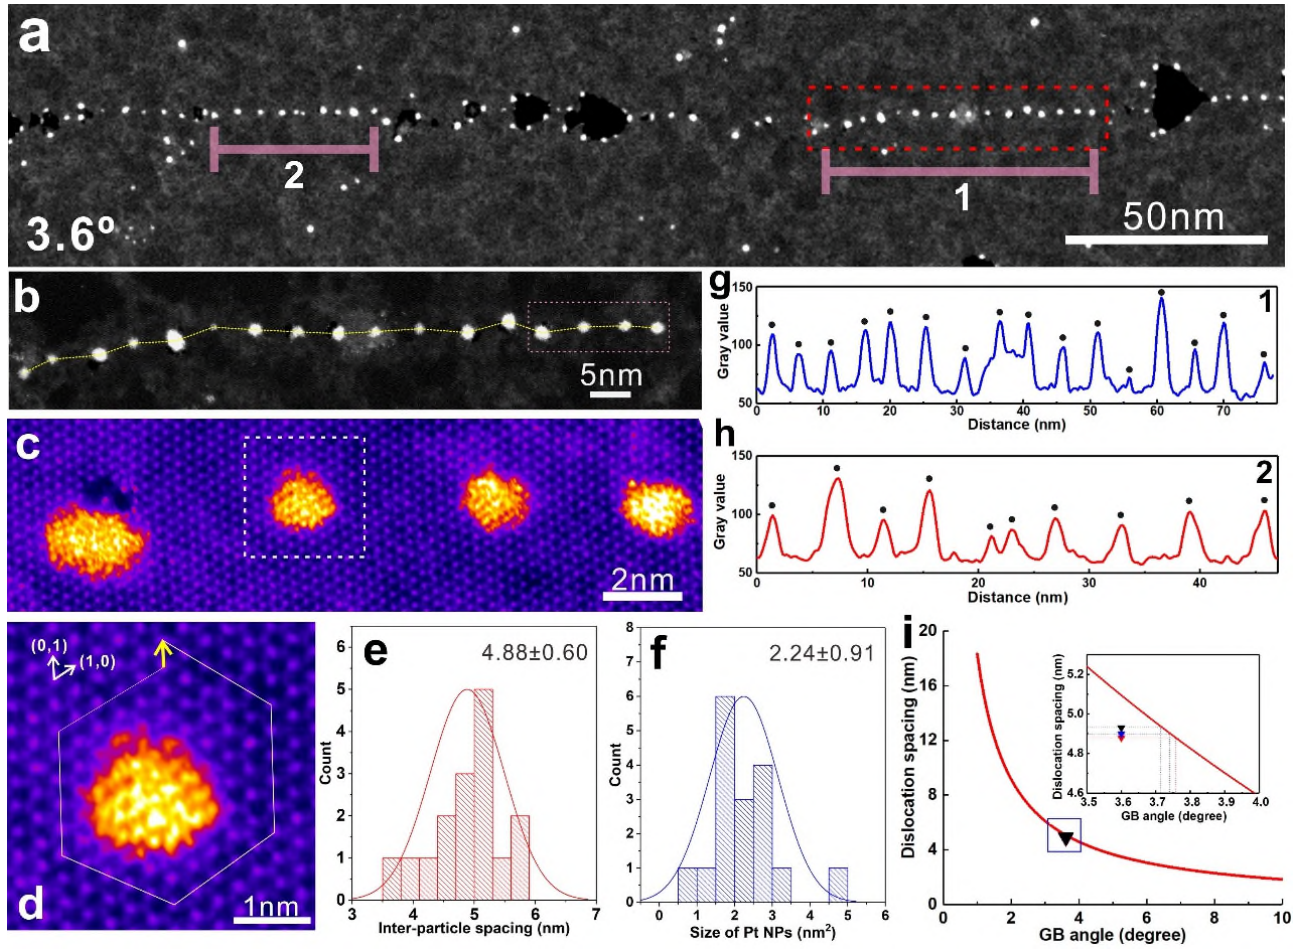 a
2
1
3.6º
50nm
b
5nm
g
150
100
50
Gray value
1
0
10
20
30
40
50
60
70
Distance (nm)
c
2nm
h
150
100
50
Gray value
2
0
10
20
30
40
Distance (nm)
(0,1)
(1,0)
d
1nm
e
4.88±0.60
6
5
4
3
2
1
0
Count
3
4
5
6
7
Inter-particle spacing (nm)
f
2.24±0.91
8
7
6
5
4
3
2
1
0
Count
0
1
2
3
4
5
6
Size of Pt NPs (nm²)
i
20
16
12
8
4
0
Dislocation spacing (nm)
0
2
4
6
8
10
GB angle (degree)
5.2
5.0
4.8
4.6
Dislocation spacing (nm)
3.5
3.6
3.7
3.8
3.9
4.0
GB angle (degree)